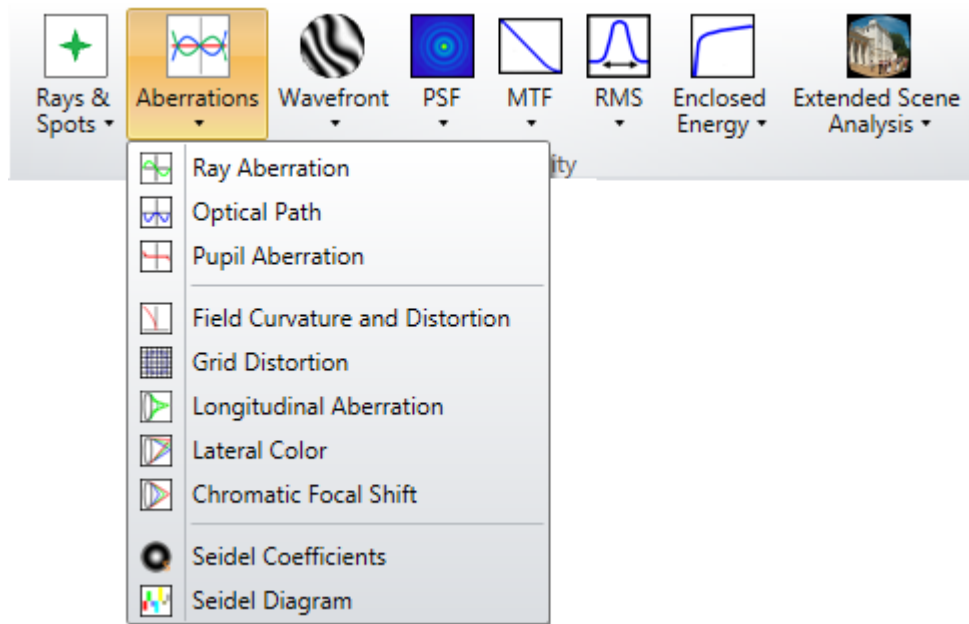 Rays & Spots
Aberrations
Wavefront
PSF
MTF
RMS
Enclosed Energy
Extended Scene Analysis
ity
Ray Aberration
Optical Path
Pupil Aberration
Field Curvature and Distortion
Grid Distortion
Longitudinal Aberration
Lateral Color
Chromatic Focal Shift
Seidel Coefficients
Seidel Diagram